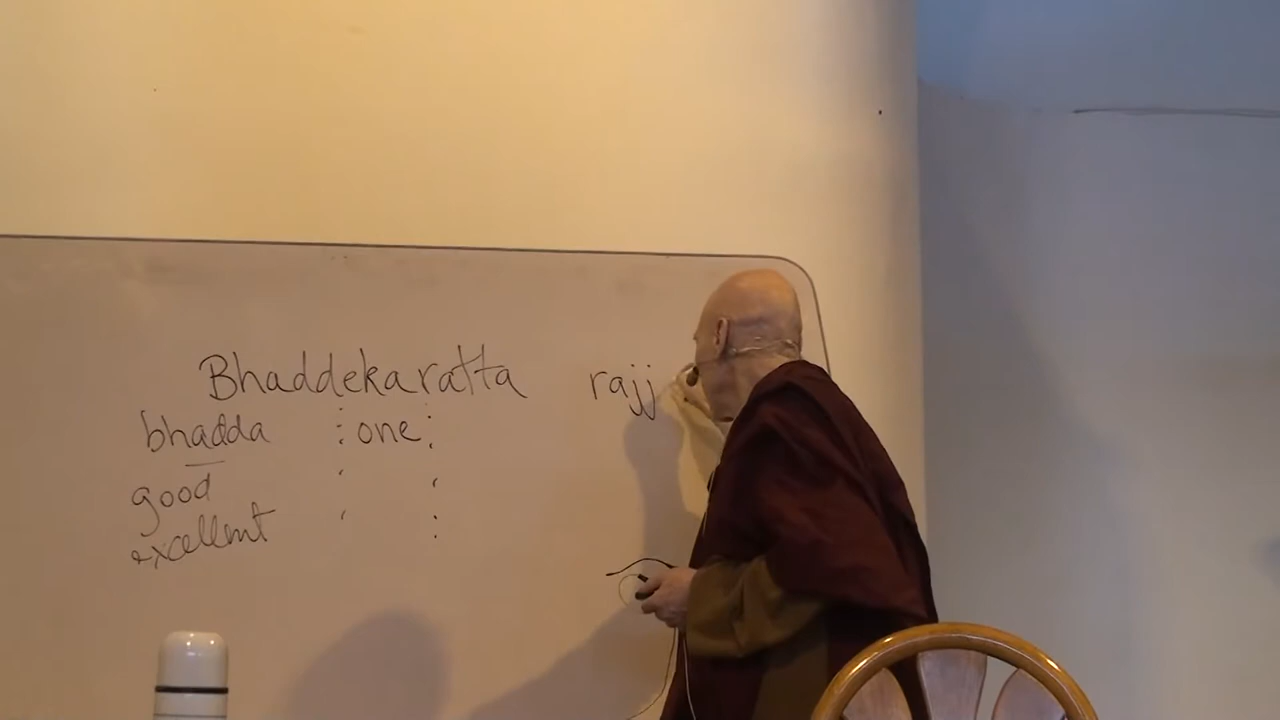 Bhaddekaratta rajj
bhadda : one :
good
excellent